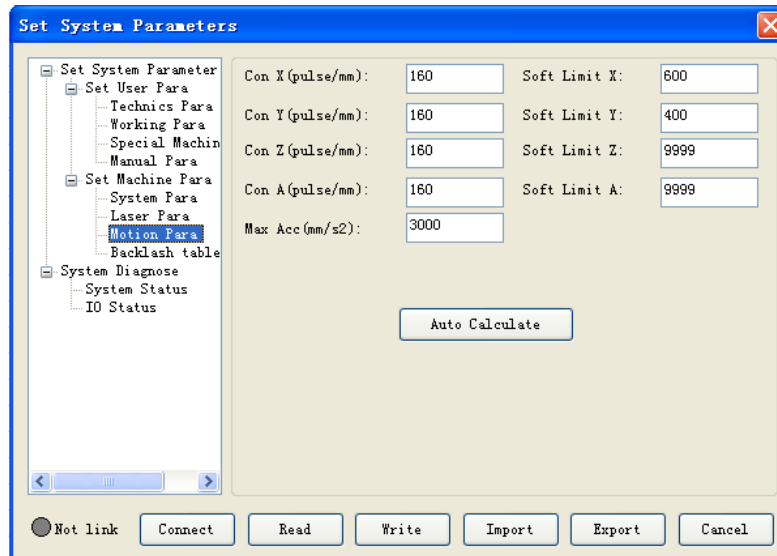 Set System Parameters
Set System Parameter
Set User Para
Technics Para
Working Para
Special Machin
Manual Para
Set Machine Para
System Para
Laser Para
Motion Para
Backlash table
System Diagnose
System Status
IO Status
Con X(pulse/mm): 160 Soft Limit X: 600
Con Y(pulse/mm): 160 Soft Limit Y: 400
Con Z(pulse/mm): 160 Soft Limit Z: 9999
Con A(pulse/mm): 160 Soft Limit A: 9999
Max Acc(mm/s2): 3000
Auto Calculate
Not link Connect Read Write Import Export Cancel